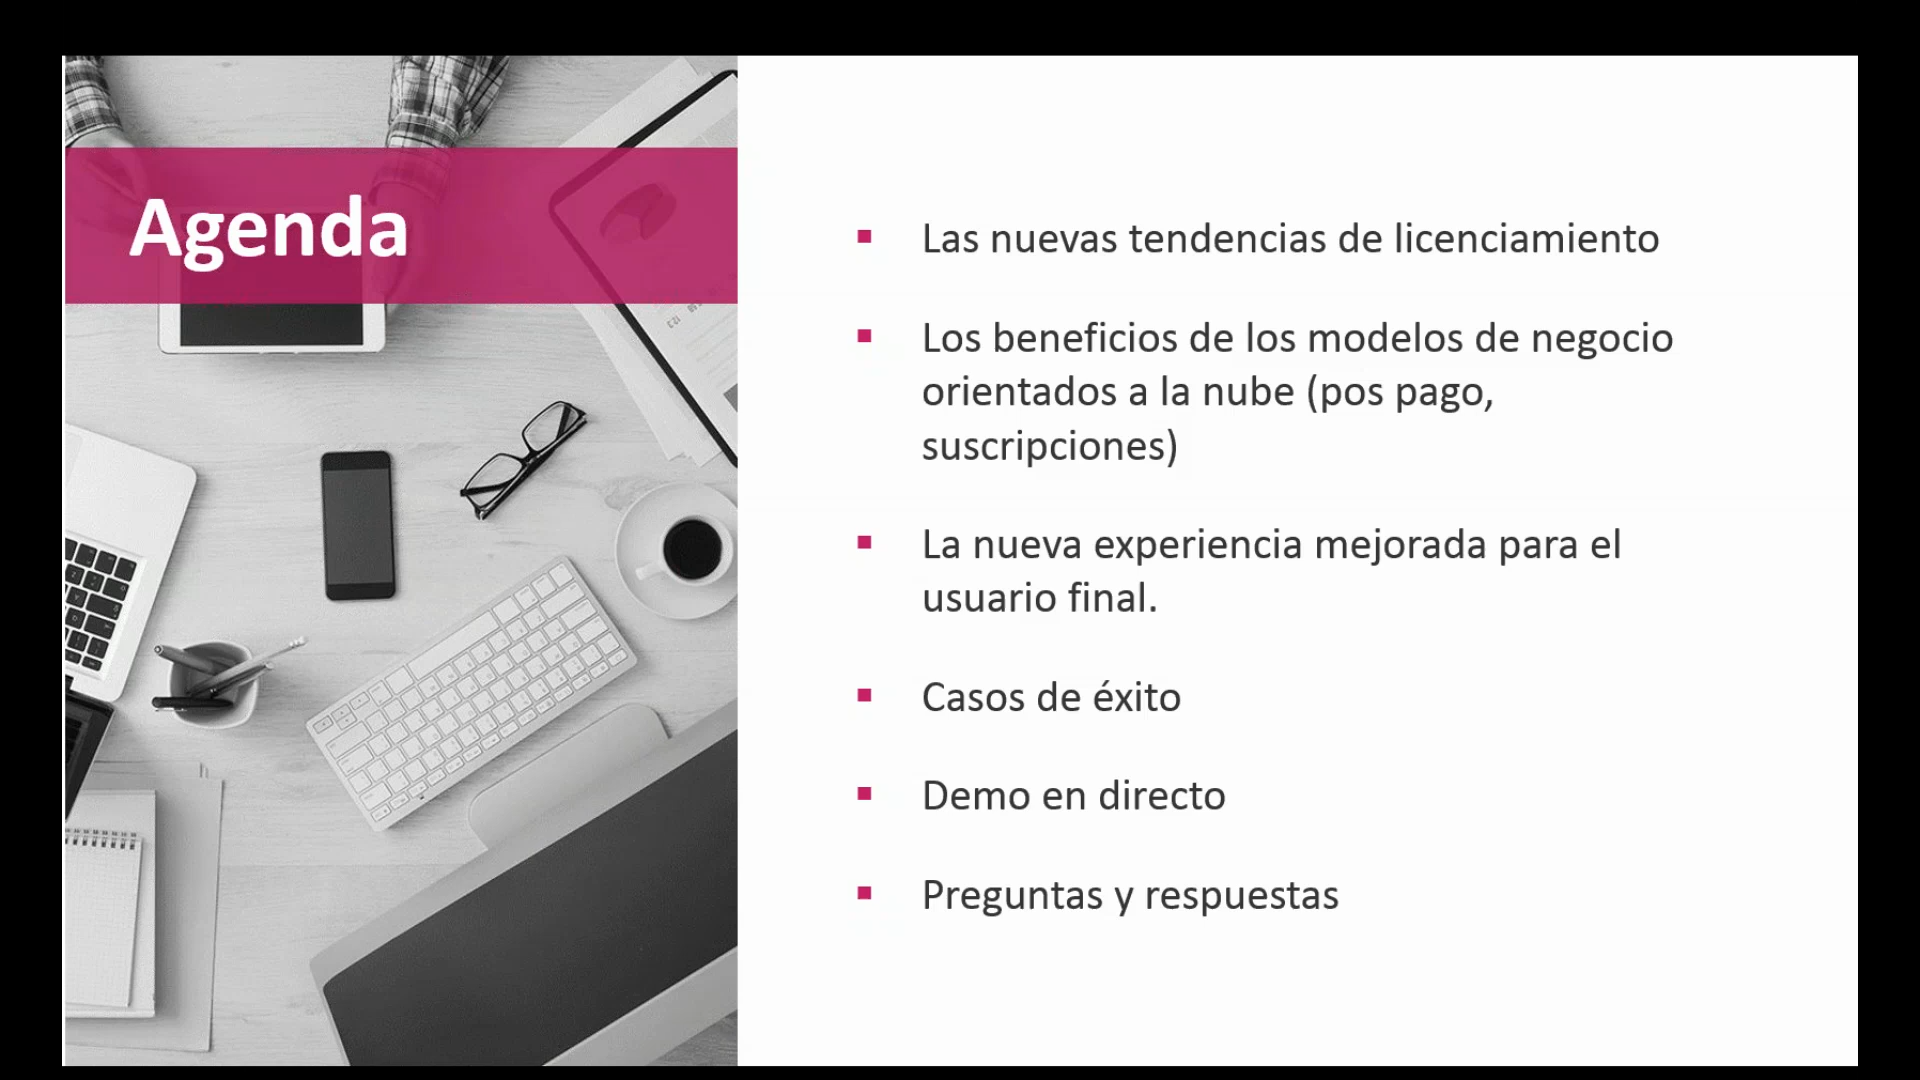 Agenda
▪ Las nuevas tendencias de licenciamiento
▪ Los beneficios de los modelos de negocio
orientados a la nube (pos pago,
suscripciones)
▪ La nueva experiencia mejorada para el
usuario final.
▪ Casos de éxito
▪ Demo en directo
▪ Preguntas y respuestas